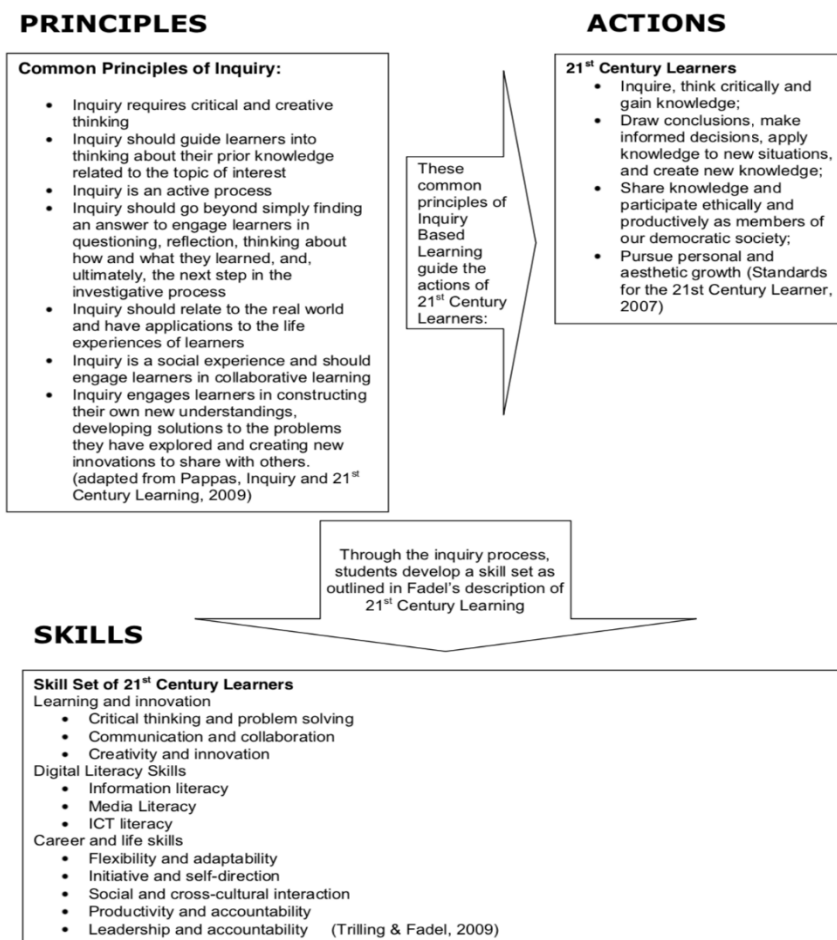 PRINCIPLES
Common Principles of Inquiry:
• Inquiry requires critical and creative
thinking
• Inquiry should guide learners into
thinking about their prior knowledge
related to the topic of interest
• Inquiry is an active process
• Inquiry should go beyond simply finding
an answer to engage learners in
questioning, reflection, thinking about
how and what they learned, and,
ultimately, the next step in the
investigative process
• Inquiry should relate to the real world
and have applications to the life
experiences of learners
• Inquiry is a social experience and should
engage learners in collaborative learning
• Inquiry engages learners in constructing
their own new understandings,
developing solutions to the problems
they have explored and creating new
innovations to share with others.
(adapted from Pappas, Inquiry and 21st
Century Learning, 2009)
These
common
principles of
Inquiry
Based
Learning
guide the
actions of
21st Century
Learners:
ACTIONS
21st Century Learners
• Inquire, think critically and
gain knowledge;
• Draw conclusions, make
informed decisions, apply
knowledge to new situations,
and create new knowledge;
• Share knowledge and
participate ethically and
productively as members of
our democratic society;
• Pursue personal and
aesthetic growth (Standards
for the 21st Century Learner,
2007)
Through the inquiry process,
students develop a skill set as
outlined in Fadel's description of
21st Century Learning
SKILLS
Skill Set of 21st Century Learners
Learning and innovation
• Critical thinking and problem solving
• Communication and collaboration
• Creativity and innovation
Digital Literacy Skills
• Information literacy
• Media Literacy
• ICT literacy
Career and life skills
• Flexibility and adaptability
• Initiative and self-direction
• Social and cross-cultural interaction
• Productivity and accountability
• Leadership and accountability (Trilling & Fadel, 2009)